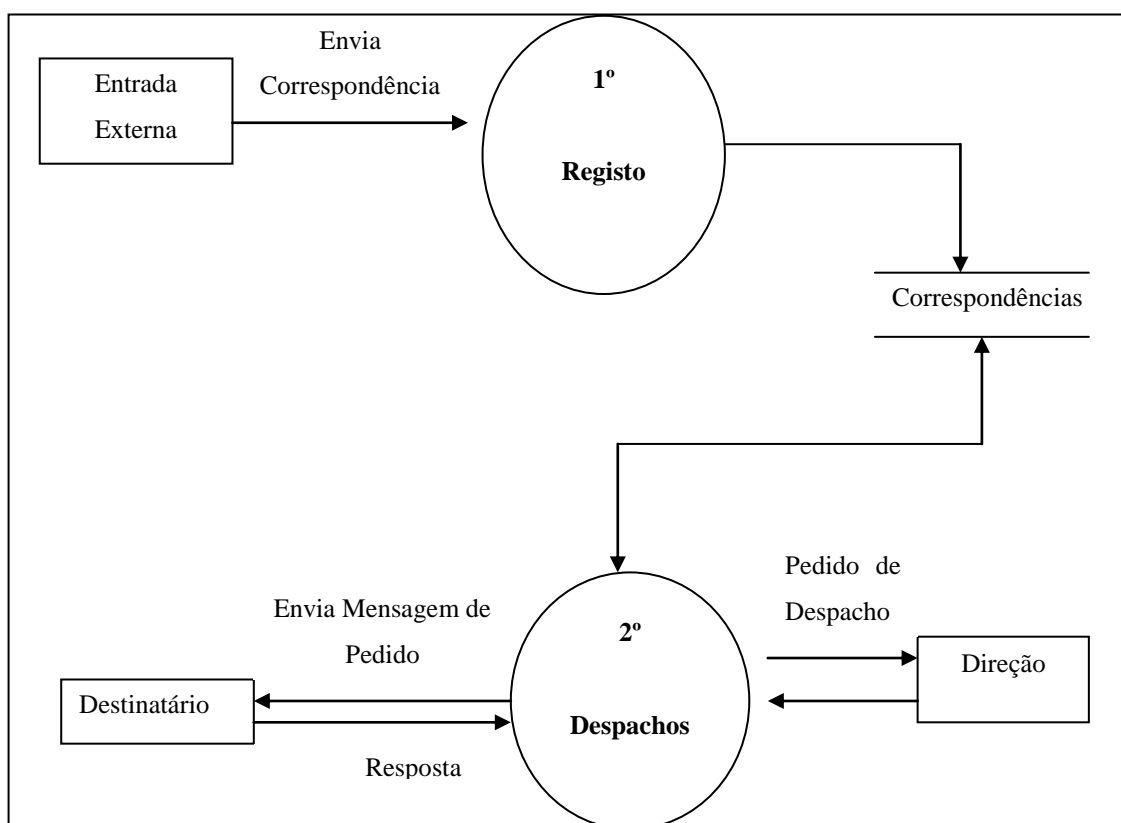 Envia
Correspondência
Entrada
Externa
1º
Registo
Correspondências
Pedido de
Despacho
Envia Mensagem de
Pedido
2º
Direção
Destinatário
Despachos
Resposta